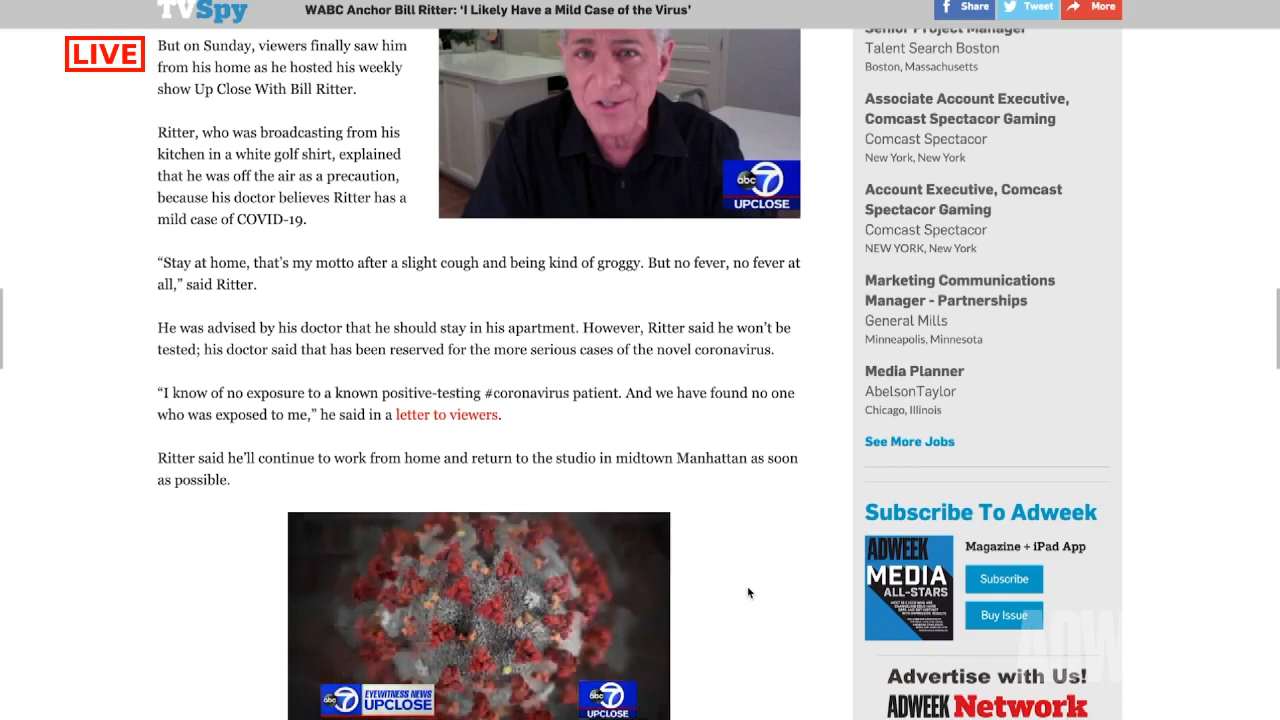 TVSpy
WABC Anchor Bill Ritter: ‘I Likely Have a Mild Case of the Virus’
Share
Tweet
More
LIVE
But on Sunday, viewers finally saw him
from his home as he hosted his weekly
show Up Close With Bill Ritter.
Ritter, who was broadcasting from his
kitchen in a white golf shirt, explained
that he was off the air as a precaution,
because his doctor believes Ritter has a
mild case of COVID-19.
abc 7
UPCLOSE
“Stay at home, that’s my motto after a slight cough and being kind of groggy. But no fever, no fever at
all,” said Ritter.
He was advised by his doctor that he should stay in his apartment. However, Ritter said he won’t be
tested; his doctor said that has been reserved for the more serious cases of the novel coronavirus.
“I know of no exposure to a known positive-testing #coronavirus patient. And we have found no one
who was exposed to me,” he said in a letter to viewers.
Ritter said he’ll continue to work from home and return to the studio in midtown Manhattan as soon
as possible.
abc 7
EYEWITNESS NEWS
UPCLOSE
abc 7
UPCLOSE
Senior Project Manager
Talent Search Boston
Boston, Massachusetts
Associate Account Executive,
Comcast Spectacor Gaming
Comcast Spectacor
New York, New York
Account Executive, Comcast
Spectacor Gaming
Comcast Spectacor
NEW YORK, New York
Marketing Communications
Manager - Partnerships
General Mills
Minneapolis, Minnesota
Media Planner
AbelsonTaylor
Chicago, Illinois
See More Jobs
Subscribe To Adweek
ADWEEK
MEDIA
ALL-STARS
Magazine + iPad App
Subscribe
Buy Issue
Advertise with Us!
ADWEEK Network